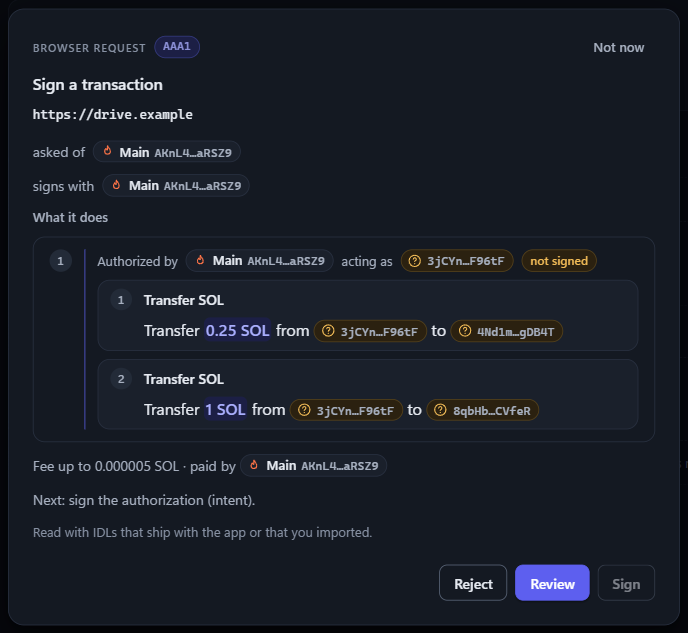 BROWSER REQUEST AAA1 Not now
Sign a transaction
https://drive.example
asked of Main AKnL4…aRSZ9
signs with Main AKnL4…aRSZ9
What it does
1 Authorized by Main AKnL4…aRSZ9 acting as 3jCYn…F96tF not signed
1 Transfer SOL
Transfer 0.25 SOL from 3jCYn…F96tF to 4Nd1m…gDB4T
2 Transfer SOL
Transfer 1 SOL from 3jCYn…F96tF to 8qbHb…CVfeR
Fee up to 0.000005 SOL · paid by Main AKnL4…aRSZ9
Next: sign the authorization (intent).
Read with IDLs that ship with the app or that you imported.
Reject Review Sign